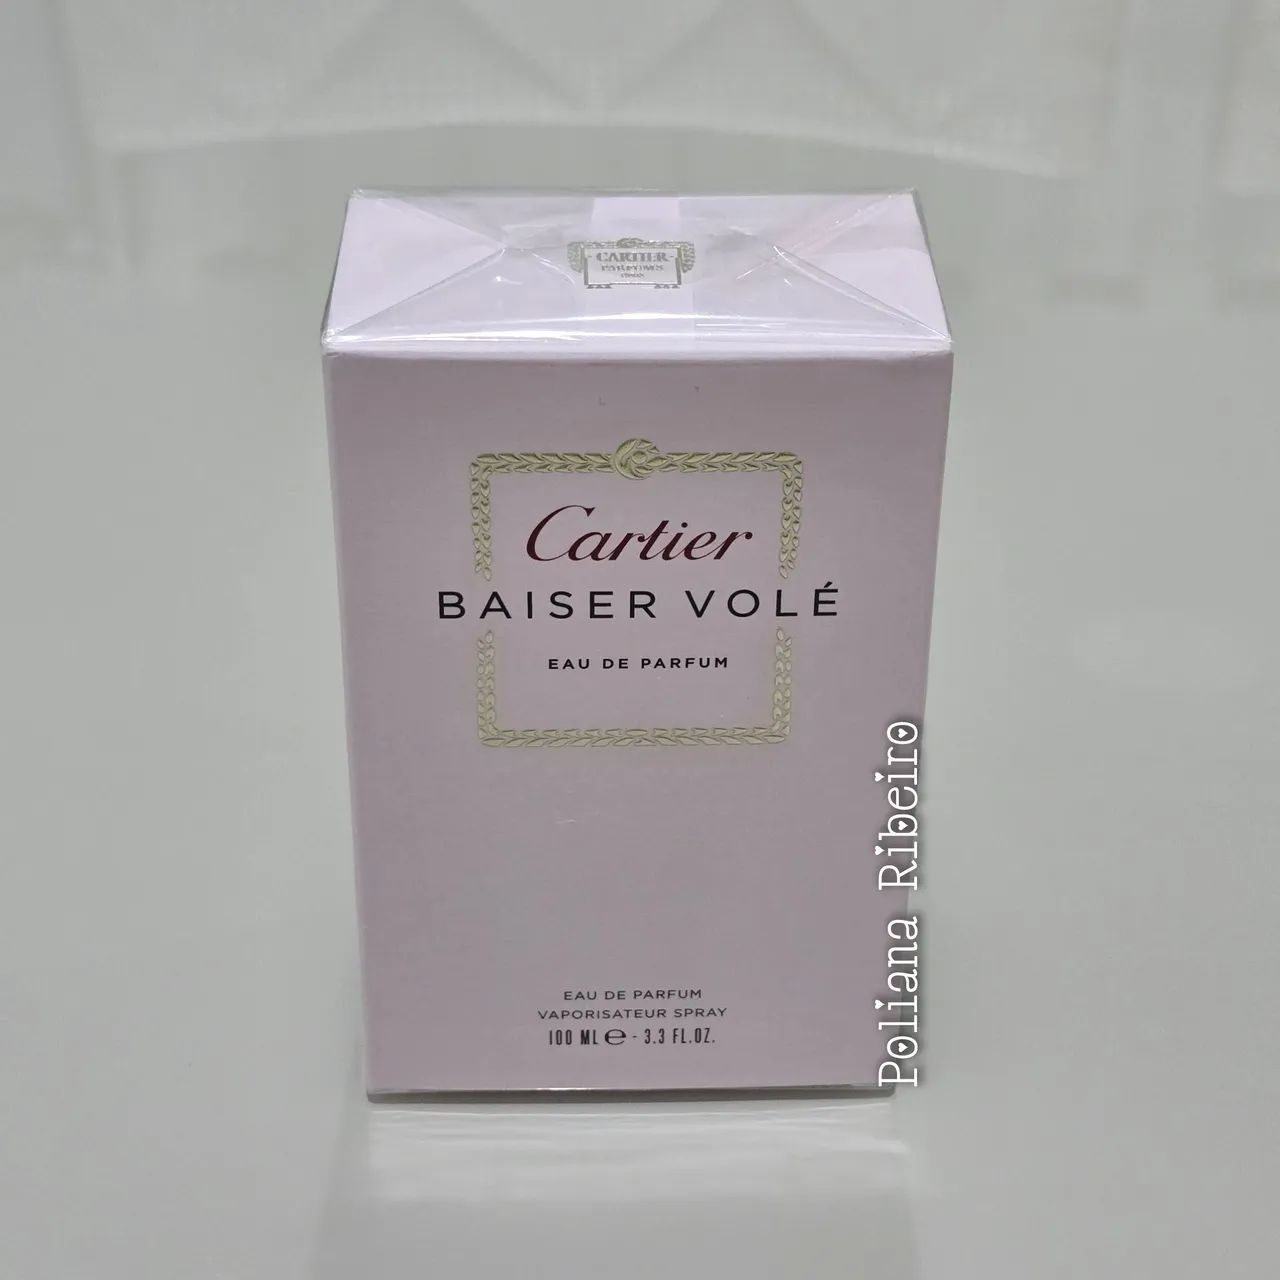 CARTIER
PARFUMS
Cartier
BAISER VOLÉ
EAU DE PARFUM
EAU DE PARFUM
VAPORISATEUR SPRAY
100 ML e - 3.3 FL.OZ.
Poliana Ribeiro